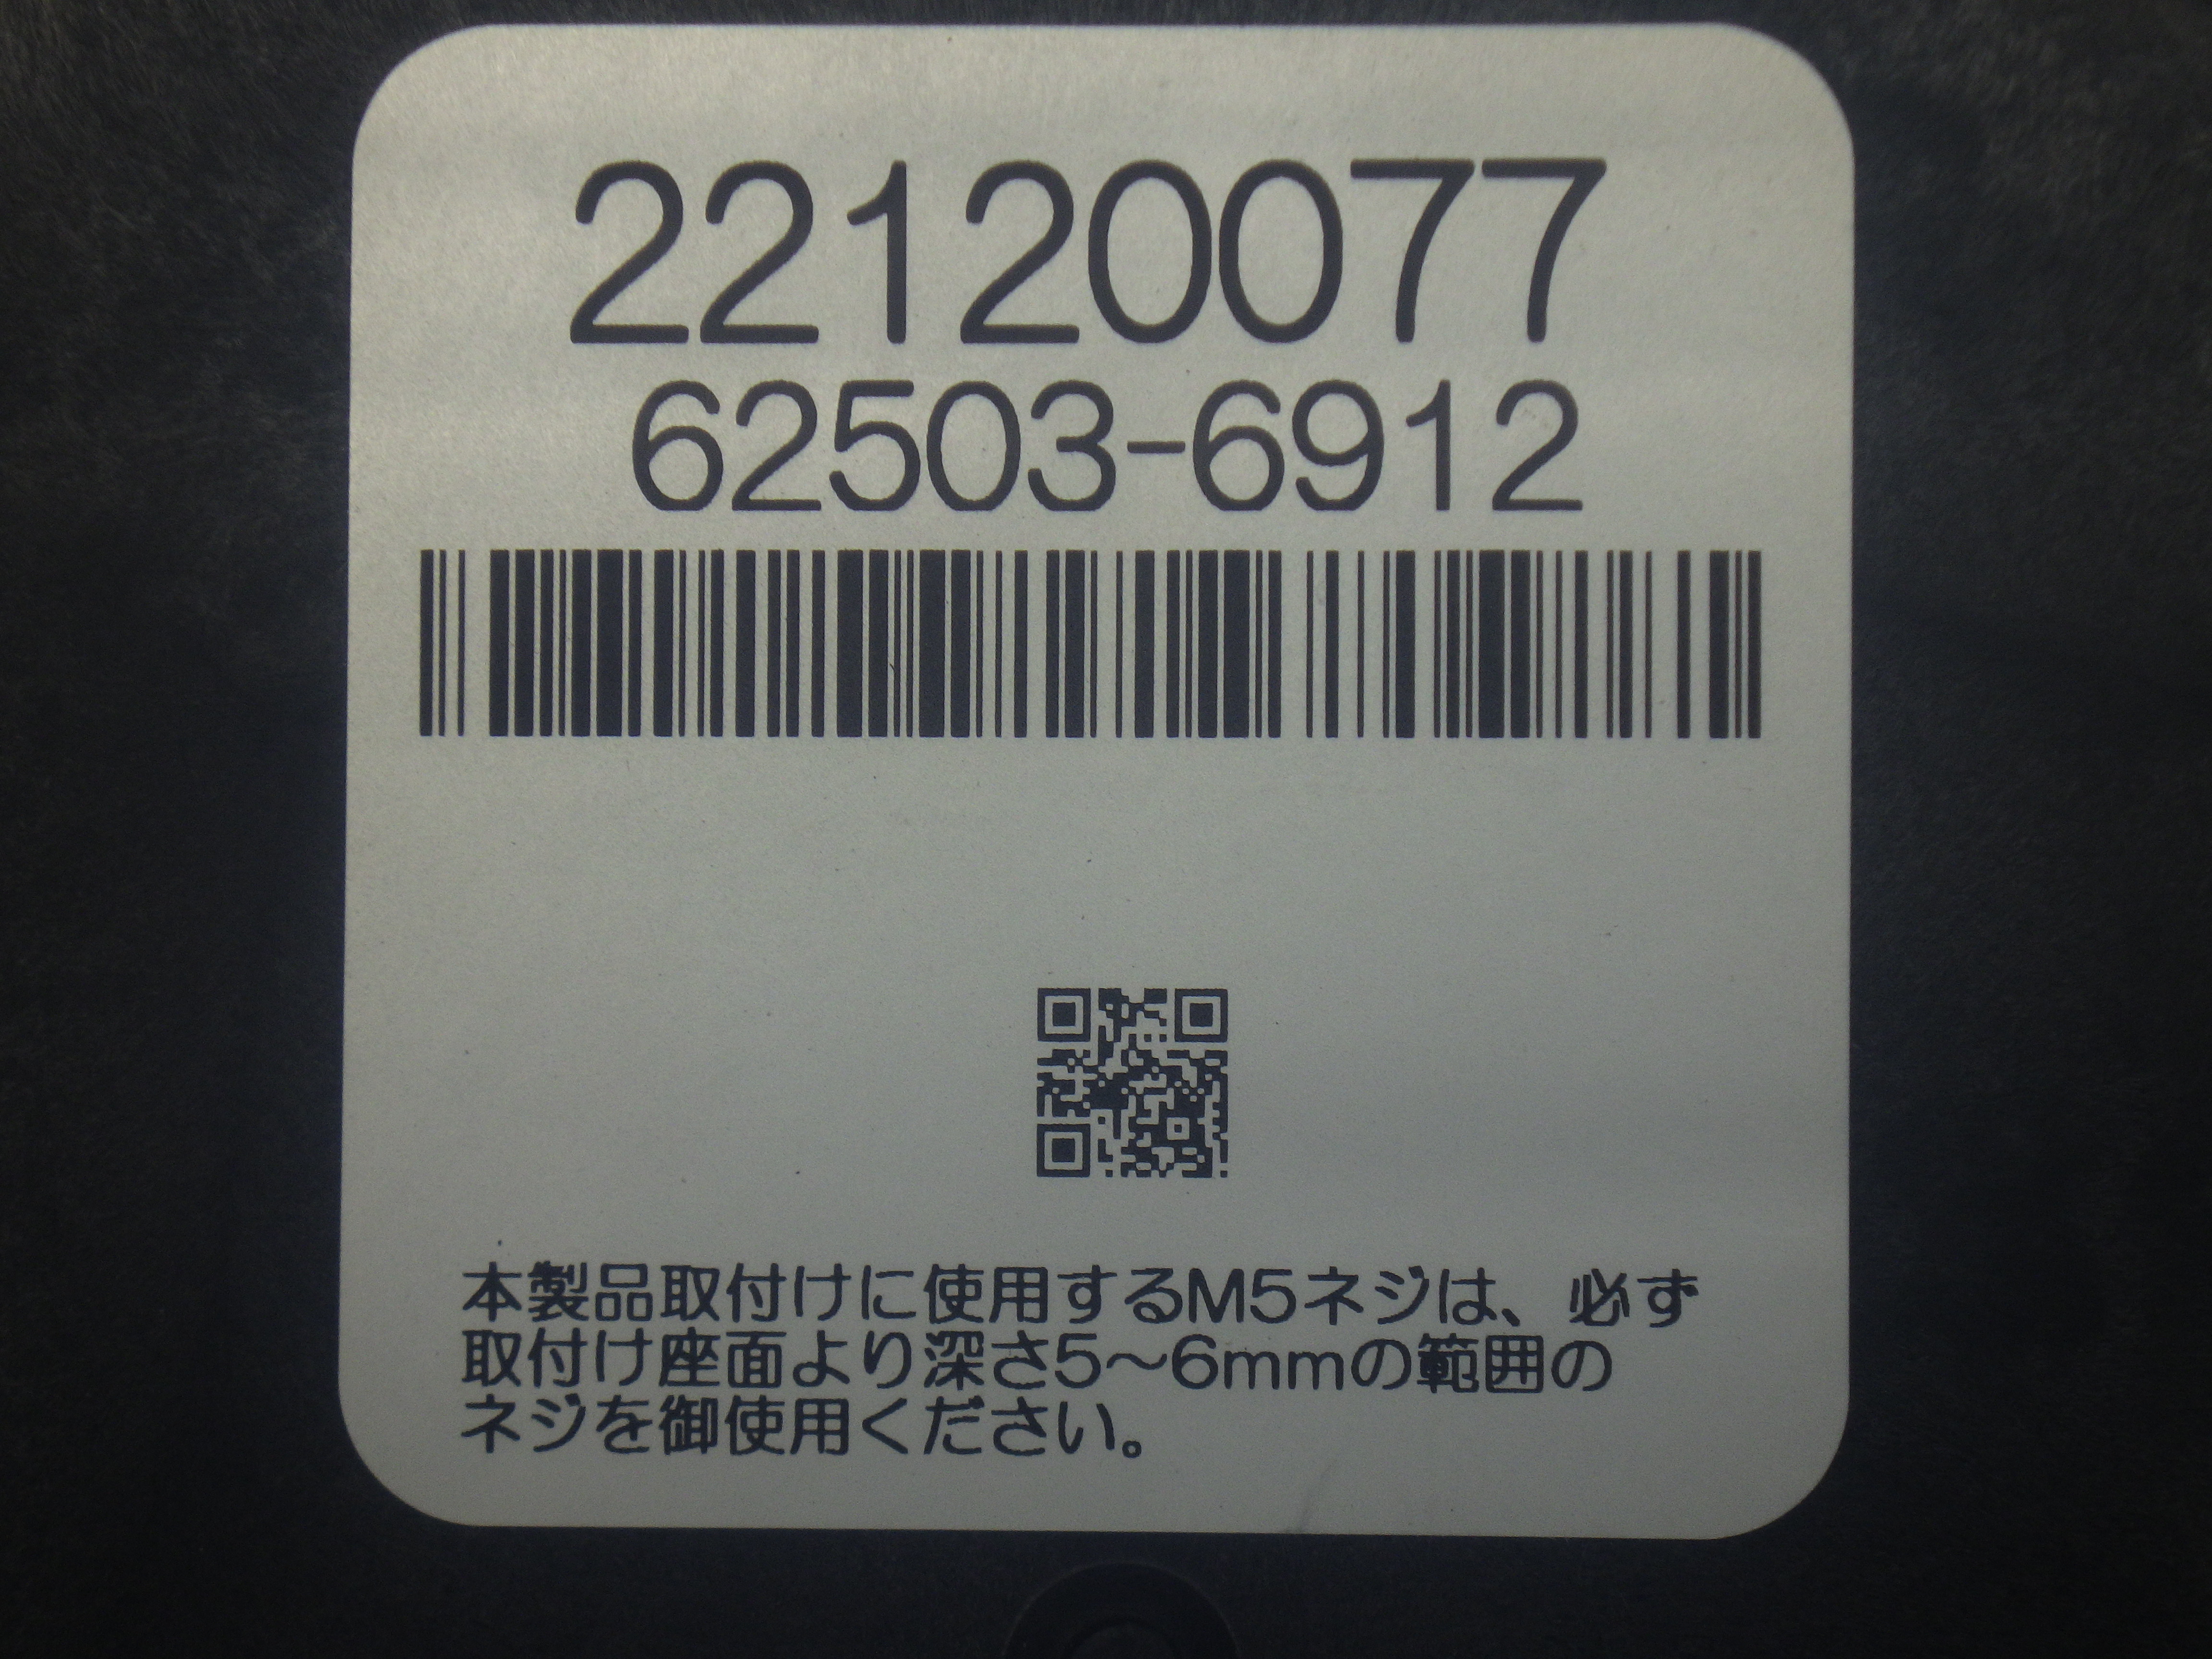 22120077
62503-6912
本製品取付けに使用するM5ネジは、必ず
取付け座面より深さ5～6mmの範囲の
ネジを御使用ください。